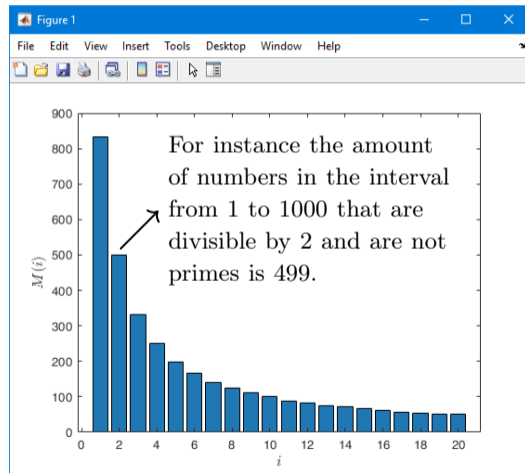 Figure 1
File Edit View Insert Tools Desktop Window Help
900
800
700
600
500
400
300
200
100
0
M(i)
For instance the amount
of numbers in the interval
from 1 to 1000 that are
divisible by 2 and are not
primes is 499.
0 2 4 6 8 10 12 14 16 18 20
i